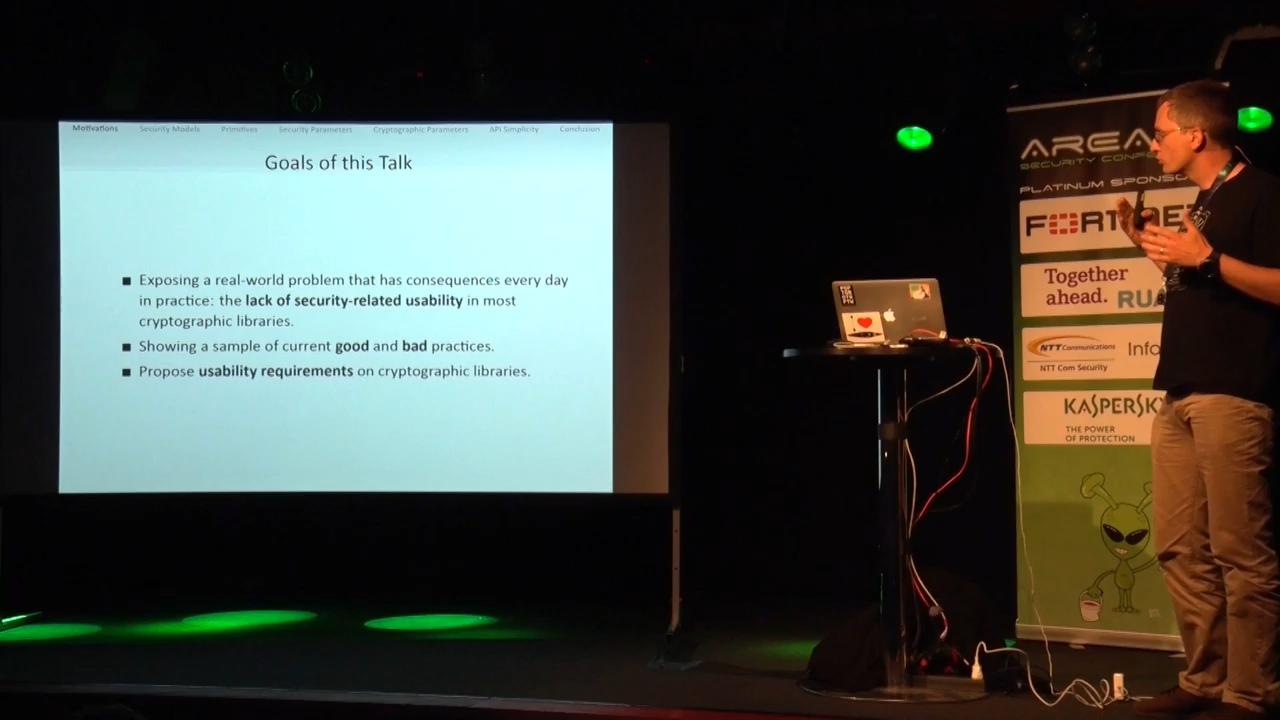 Motivations Security Models Primitives Security Parameters Cryptographic Parameters API Simplicity Conclusion
Goals of this Talk
Exposing a real-world problem that has consequences every day
in practice: the lack of security-related usability in most
cryptographic libraries.
Showing a sample of current good and bad practices.
Propose usability requirements on cryptographic libraries.
AREA
SECURITY CONFE
PLATINUM SPONSO
FORTINET
Together
ahead. RUA
NTT Communications
NTT Com Security
Info
KASPERSKY
THE POWER
OF PROTECTION